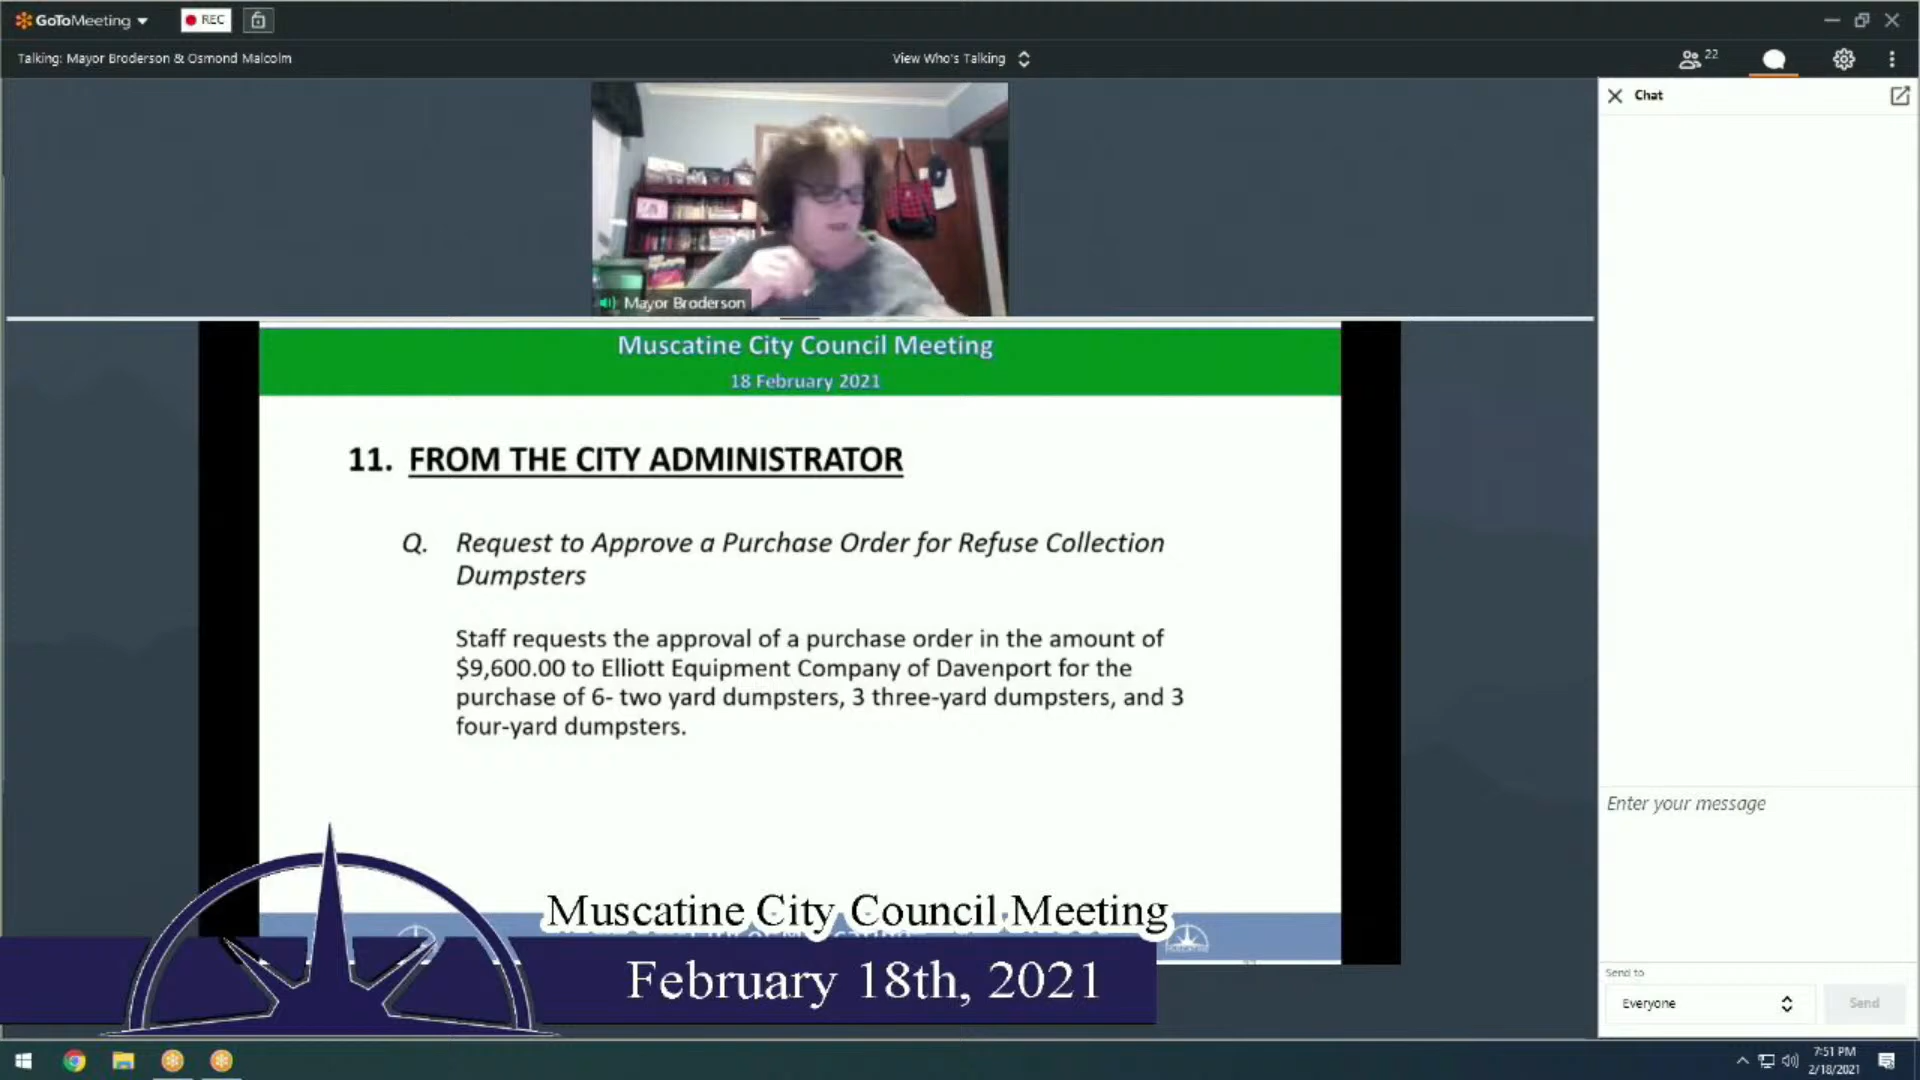 GoToMeeting
REC
Talking: Mayor Broderson & Osmond Malcolm
View Who's Talking
22
Chat
Mayor Broderson
Muscatine City Council Meeting
18 February 2021
11. FROM THE CITY ADMINISTRATOR
Q. Request to Approve a Purchase Order for Refuse Collection
Dumpsters
Staff requests the approval of a purchase order in the amount of
$9,600.00 to Elliott Equipment Company of Davenport for the
purchase of 6- two yard dumpsters, 3 three-yard dumpsters, and 3
four-yard dumpsters.
Enter your message
Muscatine City Council Meeting
February 18th, 2021
Send to
Everyone
Send
7:51 PM
2/18/2021